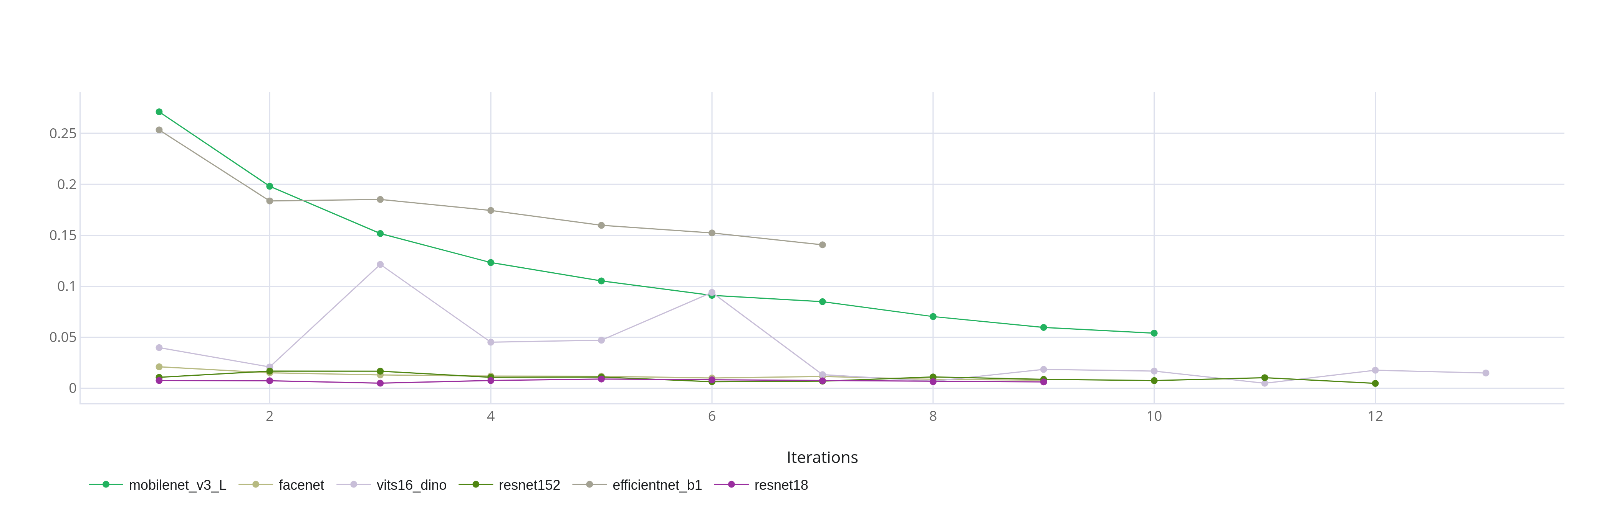 0.25
0.2
0.15
0.1
0.05
0
2 4 6 8 10 12
Iterations
mobilenet_v3_L facenet vits16_dino resnet152 efficientnet_b1 resnet18